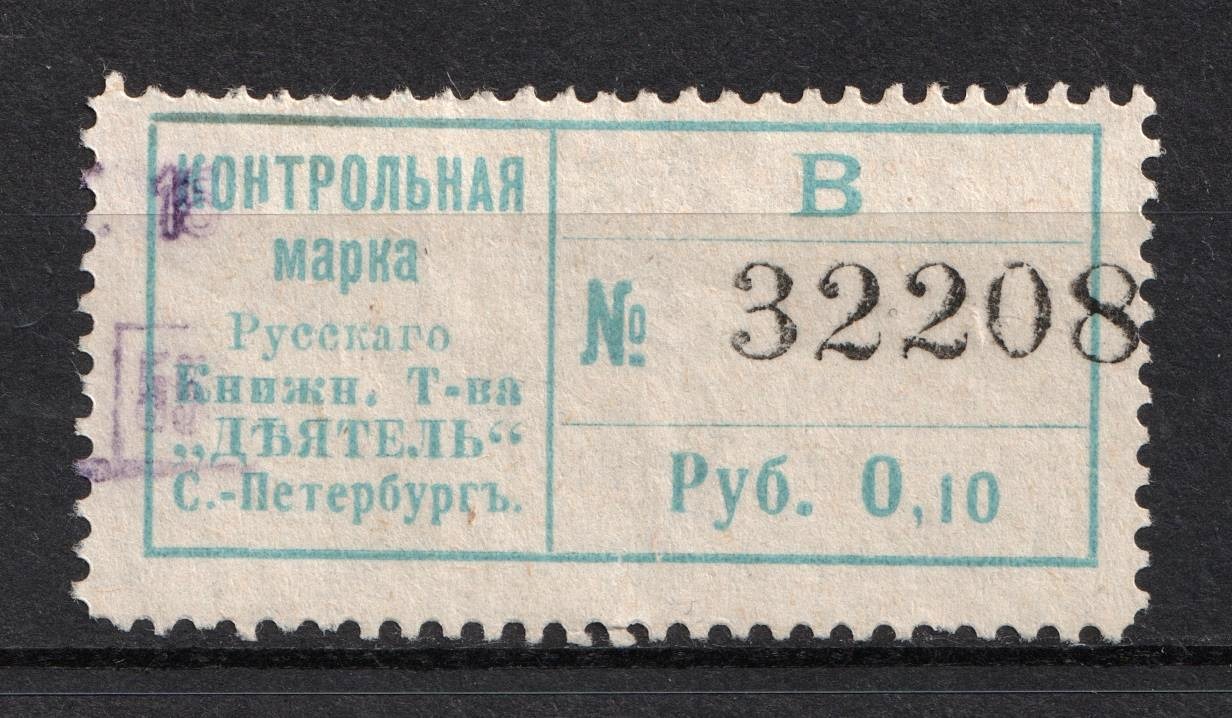 КОНТРОЛЬНАЯ
марка
Русскаго
Книжн. Т-ва
„ДѢЯТЕЛЬ“
С.-Петербургъ.
В
№ 32208
Руб. 0,10